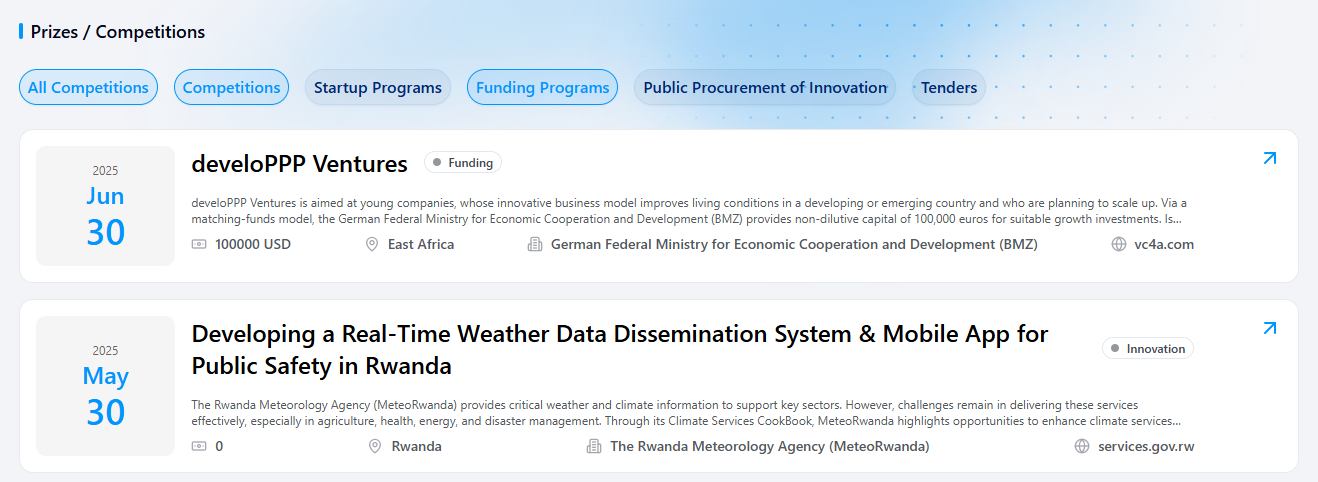 Prizes / Competitions
All Competitions
Competitions
Startup Programs
Funding Programs
Public Procurement of Innovation
Tenders
2025
Jun
30
develoPPP Ventures
Funding
develoPPP Ventures is aimed at young companies, whose innovative business model improves living conditions in a developing or emerging country and who are planning to scale up. Via a
matching-funds model, the German Federal Ministry for Economic Cooperation and Development (BMZ) provides non-dilutive capital of 100,000 euros for suitable growth investments. Is...
100000 USD
East Africa
German Federal Ministry for Economic Cooperation and Development (BMZ)
vc4a.com
2025
May
30
Developing a Real-Time Weather Data Dissemination System & Mobile App for
Public Safety in Rwanda
Innovation
The Rwanda Meteorology Agency (MeteoRwanda) provides critical weather and climate information to support key sectors. However, challenges remain in delivering these services
effectively, especially in agriculture, health, energy, and disaster management. Through its Climate Services CookBook, MeteoRwanda highlights opportunities to enhance climate services...
0
Rwanda
The Rwanda Meteorology Agency (MeteoRwanda)
services.gov.rw